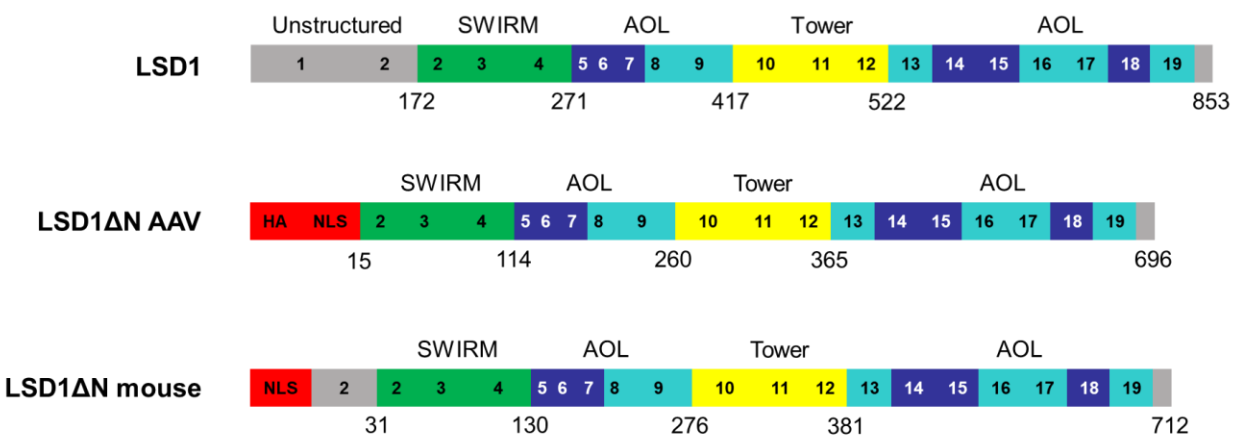 Unstructured SWIRM AOL Tower AOL
LSD1 1 2 2 3 4 5 6 7 8 9 10 11 12 13 14 15 16 17 18 19
172 271 417 522 853
SWIRM AOL Tower AOL
LSD1ΔN AAV HA NLS 2 3 4 5 6 7 8 9 10 11 12 13 14 15 16 17 18 19
15 114 260 365 696
SWIRM AOL Tower AOL
LSD1ΔN mouse NLS 2 2 3 4 5 6 7 8 9 10 11 12 13 14 15 16 17 18 19
31 130 276 381 712